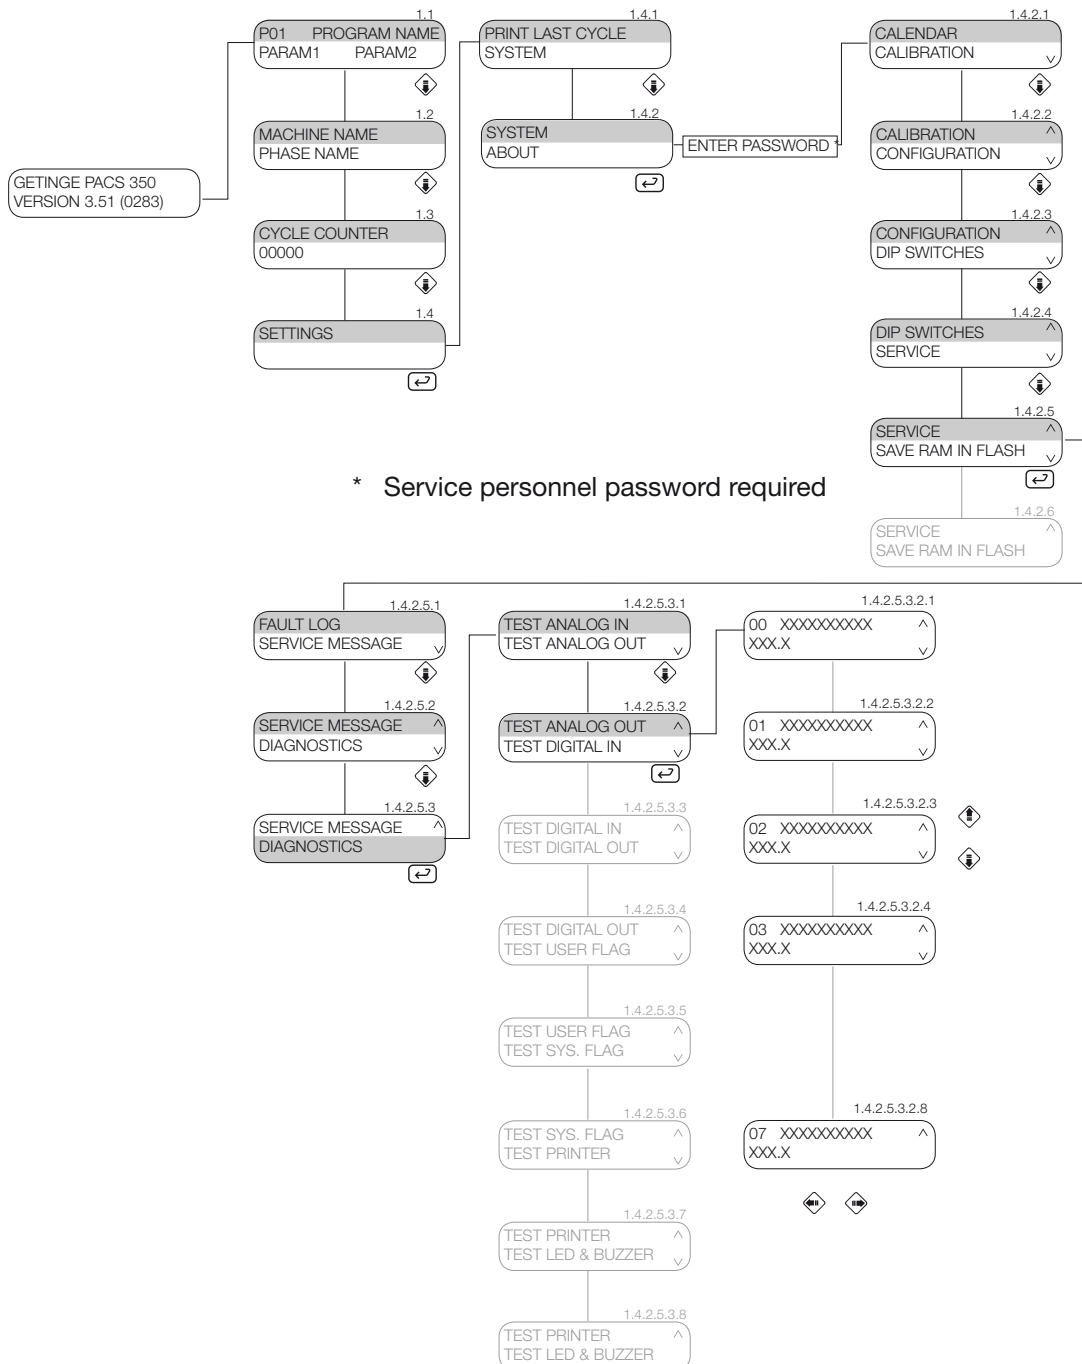 GETINGE PACS 350
VERSION 3.51 (0283)
1.1
P01 PROGRAM NAME
PARAM1 PARAM2
1.2
MACHINE NAME
PHASE NAME
1.3
CYCLE COUNTER
00000
1.4
SETTINGS
1.4.1
PRINT LAST CYCLE
SYSTEM
1.4.2
SYSTEM
ABOUT
ENTER PASSWORD *
1.4.2.1
CALENDAR
CALIBRATION
1.4.2.2
CALIBRATION
CONFIGURATION
1.4.2.3
CONFIGURATION
DIP SWITCHES
1.4.2.4
DIP SWITCHES
SERVICE
1.4.2.5
SERVICE
SAVE RAM IN FLASH
1.4.2.6
SERVICE
SAVE RAM IN FLASH
* Service personnel password required
1.4.2.5.1
FAULT LOG
SERVICE MESSAGE
1.4.2.5.2
SERVICE MESSAGE
DIAGNOSTICS
1.4.2.5.3
SERVICE MESSAGE
DIAGNOSTICS
1.4.2.5.3.1
TEST ANALOG IN
TEST ANALOG OUT
1.4.2.5.3.2
TEST ANALOG OUT
TEST DIGITAL IN
1.4.2.5.3.3
TEST DIGITAL IN
TEST DIGITAL OUT
1.4.2.5.3.4
TEST DIGITAL OUT
TEST USER FLAG
1.4.2.5.3.5
TEST USER FLAG
TEST SYS. FLAG
1.4.2.5.3.6
TEST SYS. FLAG
TEST PRINTER
1.4.2.5.3.7
TEST PRINTER
TEST LED & BUZZER
1.4.2.5.3.8
TEST PRINTER
TEST LED & BUZZER
1.4.2.5.3.2.1
00 XXXXXXXXXX
XXX.X
1.4.2.5.3.2.2
01 XXXXXXXXXX
XXX.X
1.4.2.5.3.2.3
02 XXXXXXXXXX
XXX.X
1.4.2.5.3.2.4
03 XXXXXXXXXX
XXX.X
1.4.2.5.3.2.8
07 XXXXXXXXXX
XXX.X